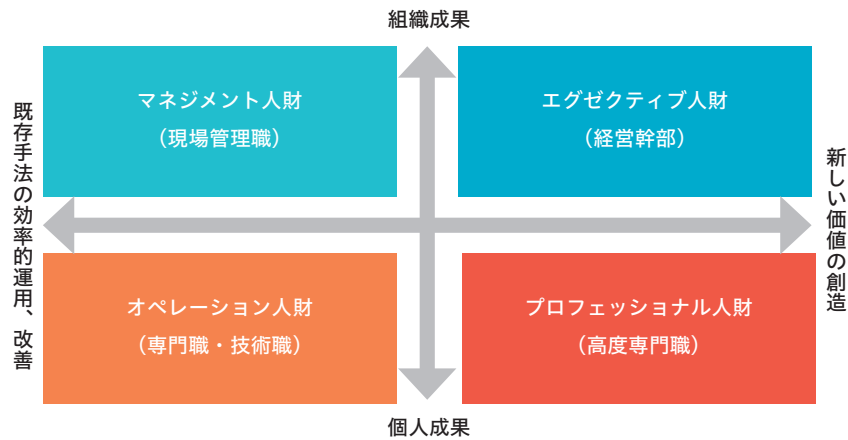 組織成果
マネジメント人財
（現場管理職）
エグゼクティブ人財
（経営幹部）
既存手法の効率的運用、改善
新しい価値の創造
オペレーション人財
（専門職・技術職）
プロフェッショナル人財
（高度専門職）
個人成果